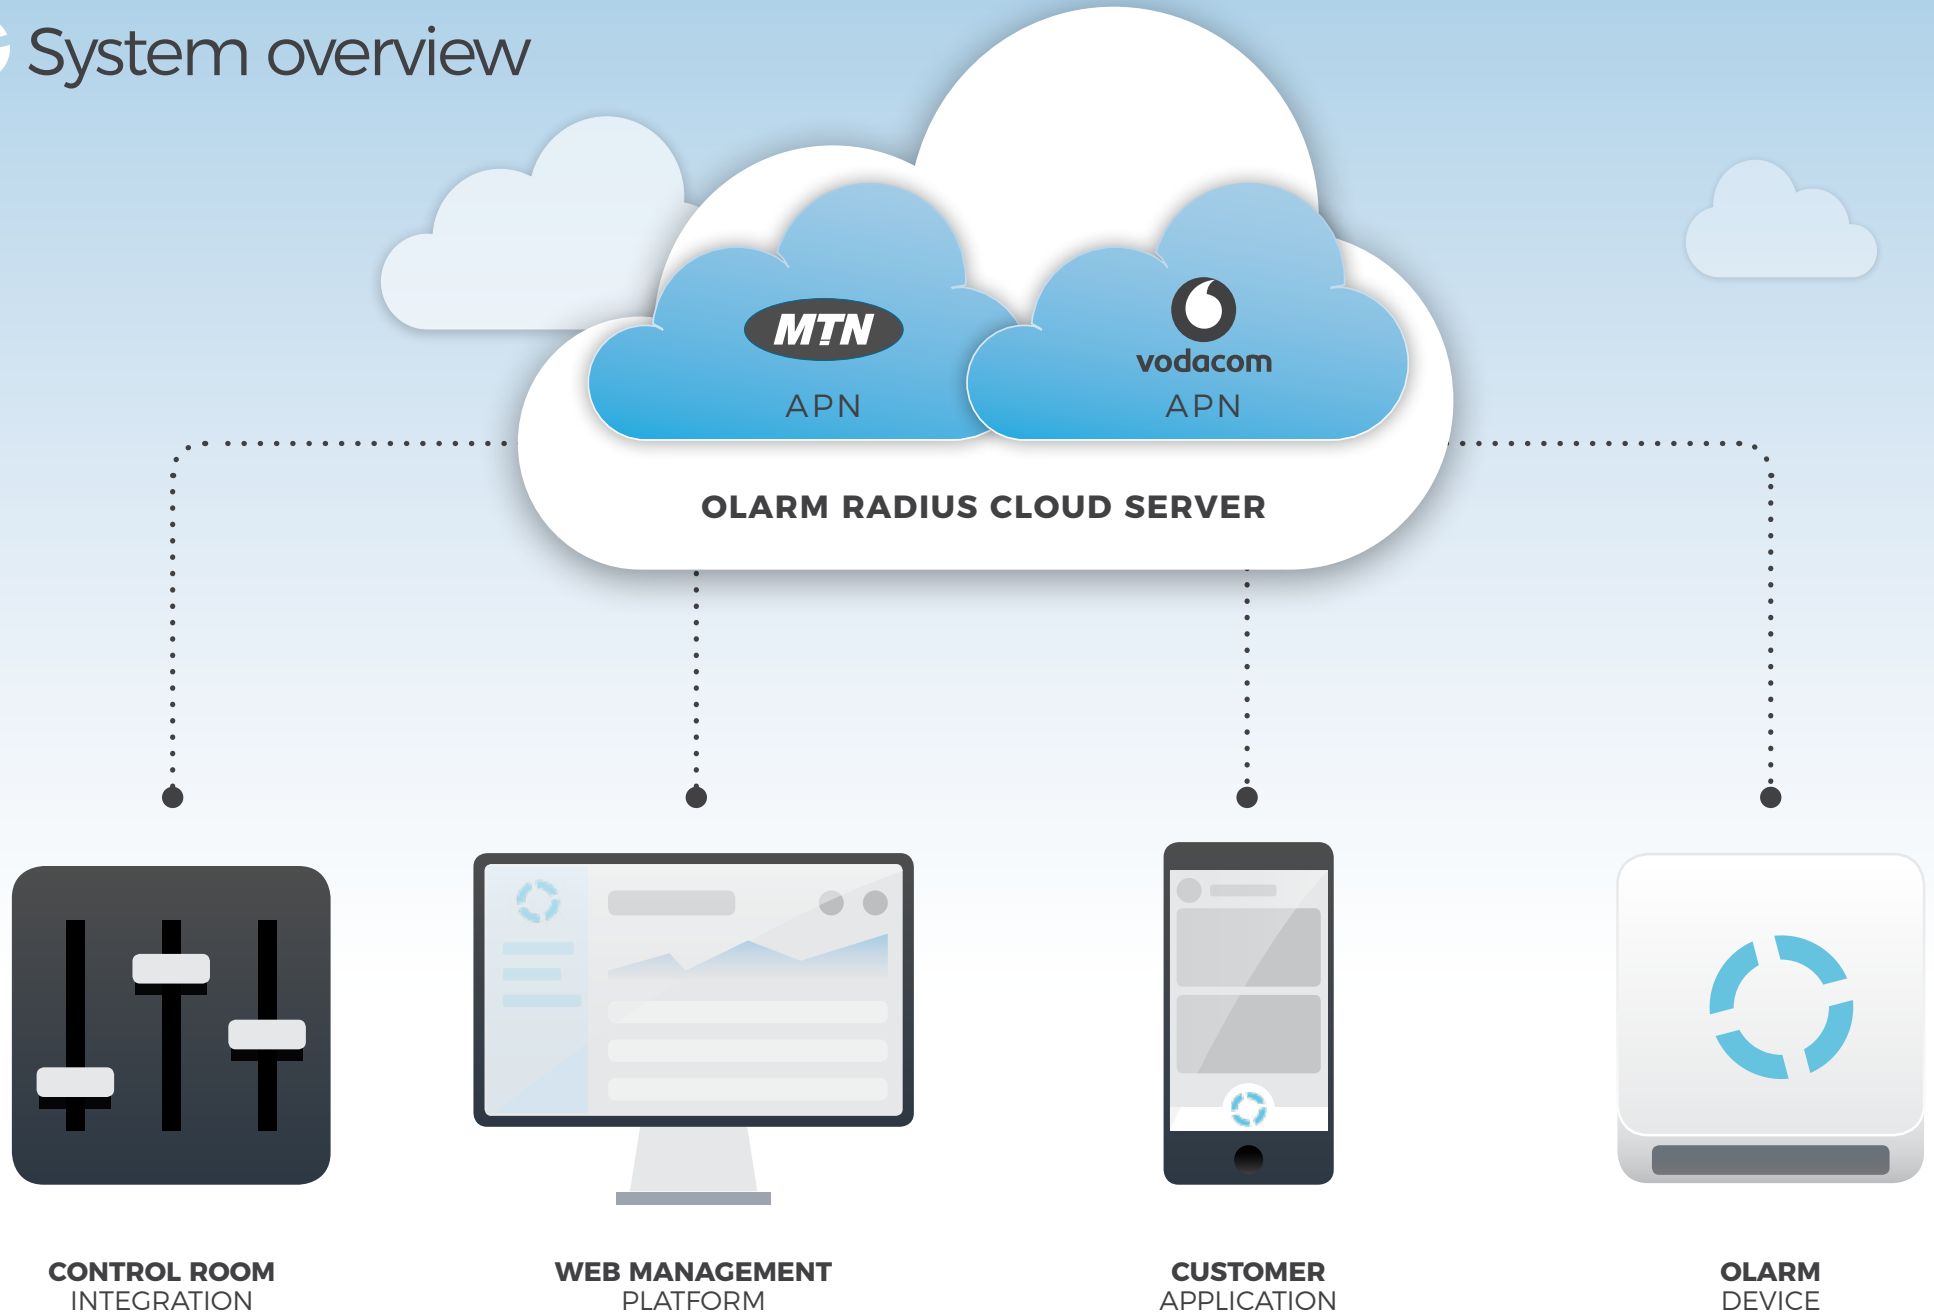 System overview
MTN
APN
vodacom
APN
OLARM RADIUS CLOUD SERVER
CONTROL ROOM
INTEGRATION
WEB MANAGEMENT
PLATFORM
CUSTOMER
APPLICATION
OLARM
DEVICE